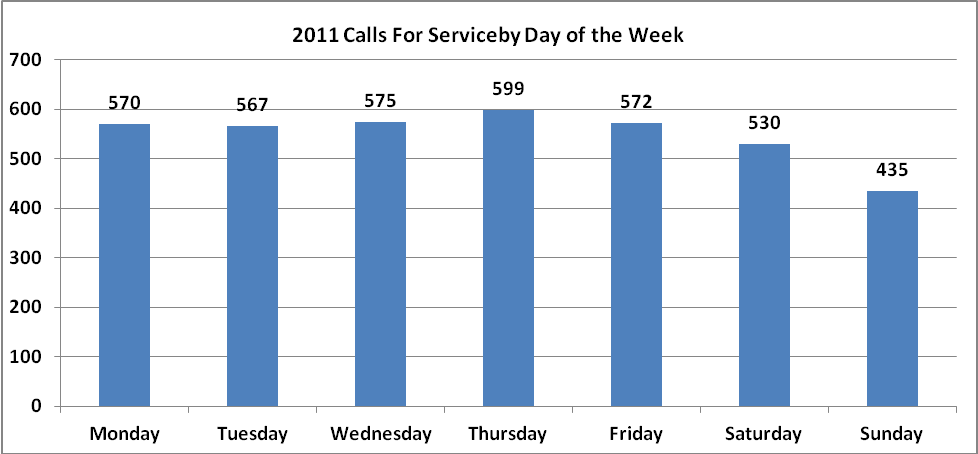 2011 Calls For Serviceby Day of the Week
700
600
500
400
300
200
100
0
570
567
575
599
572
530
435
Monday
Tuesday
Wednesday
Thursday
Friday
Saturday
Sunday